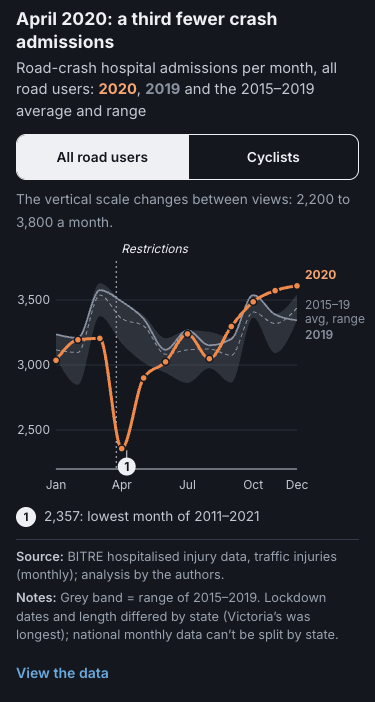 April 2020: a third fewer crash
admissions
Road-crash hospital admissions per month, all
road users: 2020, 2019 and the 2015–2019
average and range
All road users
Cyclists
The vertical scale changes between views: 2,200 to
3,800 a month.
Restrictions
2020
3,500
2015–19
avg, range
2019
3,000
2,500
1
Jan
Apr
Jul
Oct
Dec
1 2,357: lowest month of 2011–2021
Source: BITRE hospitalised injury data, traffic injuries
(monthly); analysis by the authors.
Notes: Grey band = range of 2015–2019. Lockdown
dates and length differed by state (Victoria's was
longest); national monthly data can't be split by state.
View the data